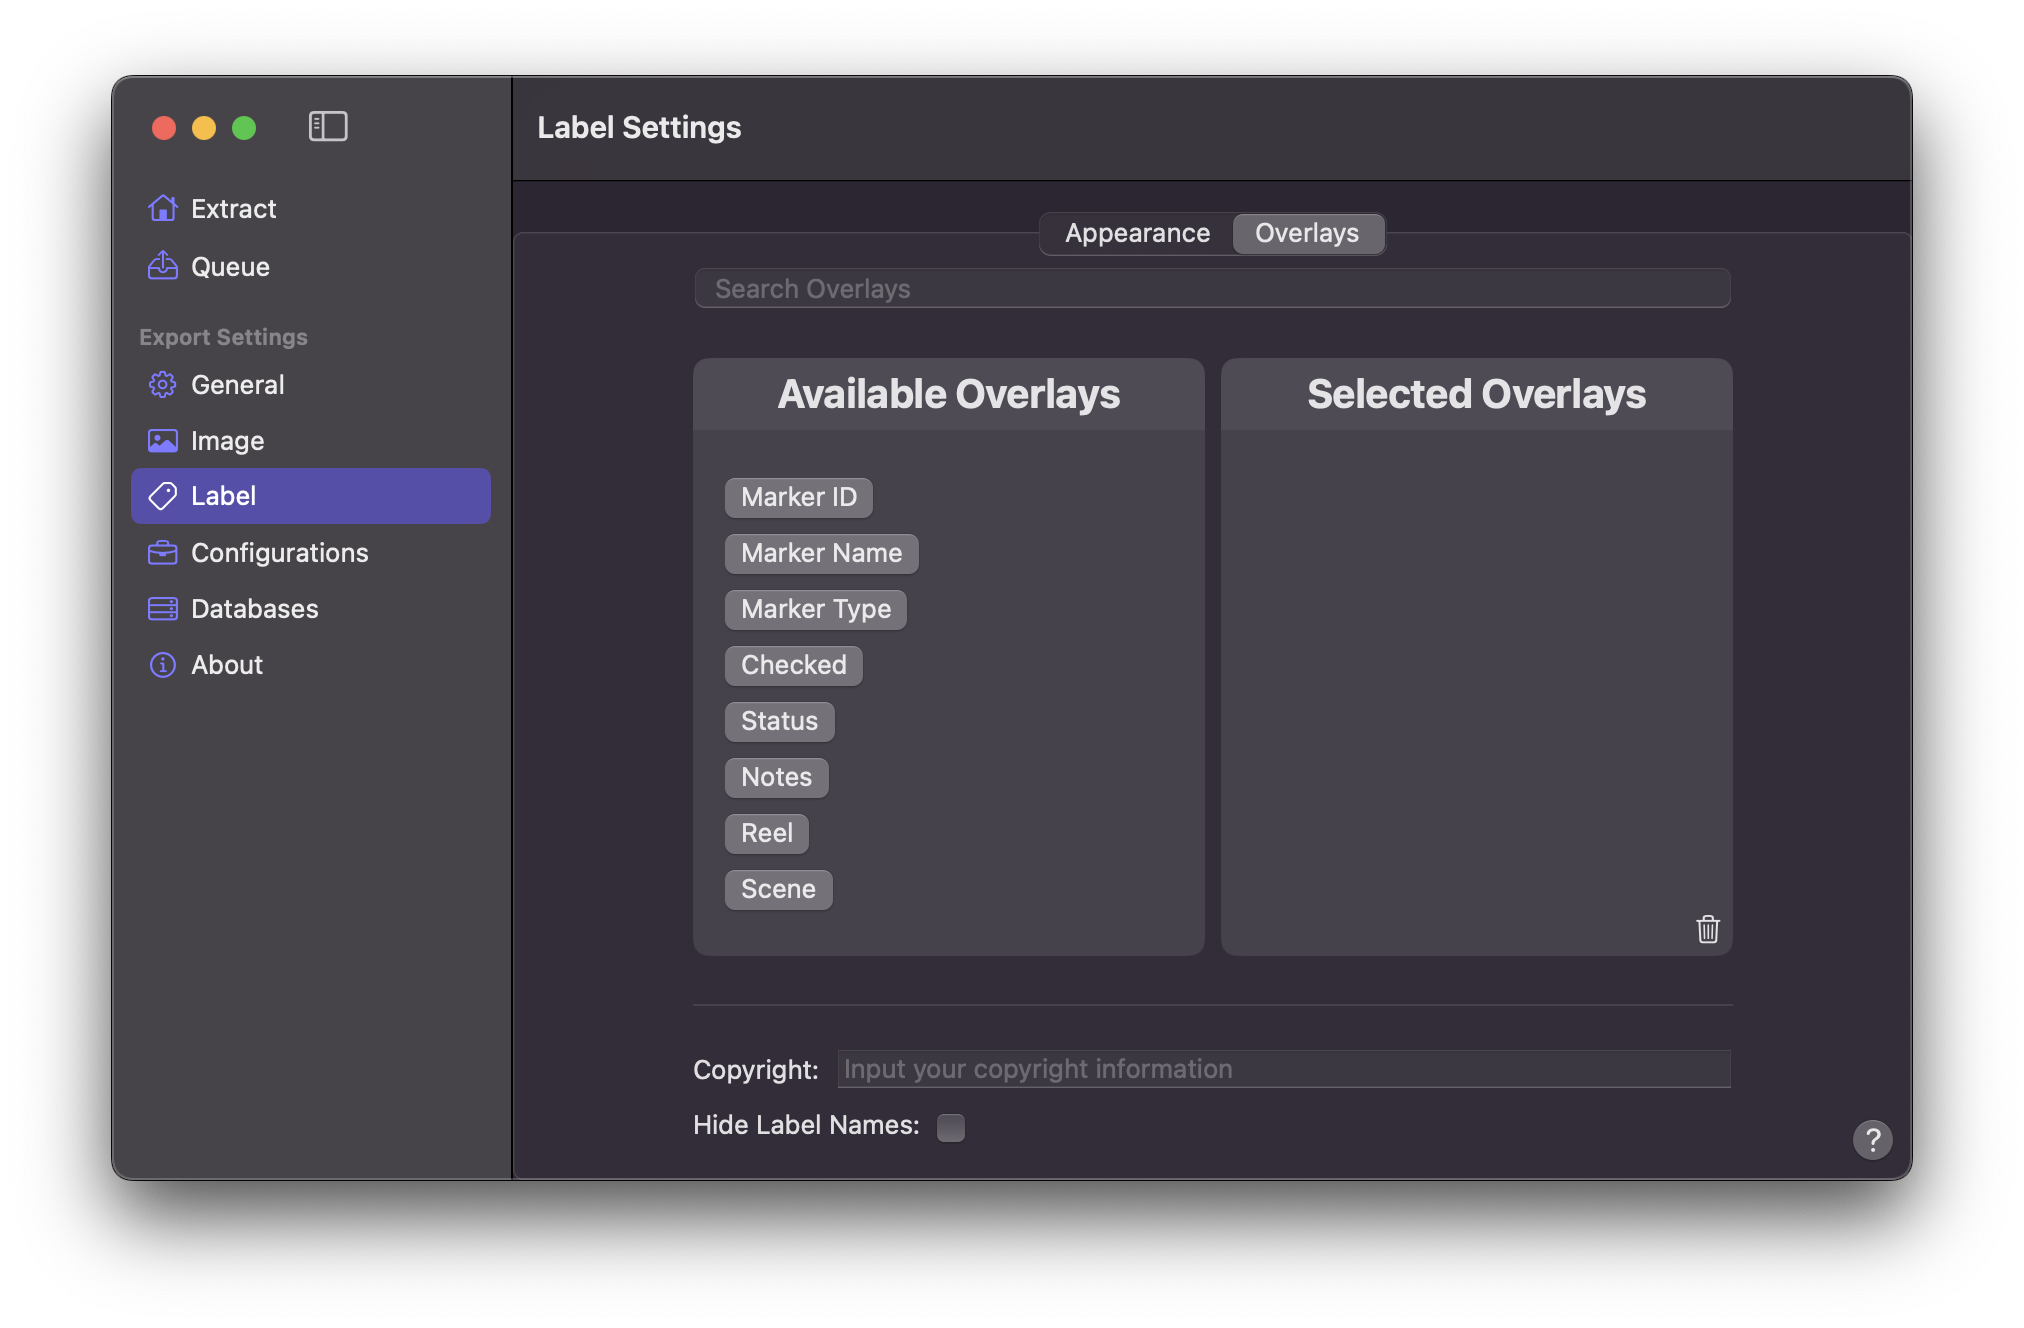 Label Settings
Extract
Queue
Export Settings
General
Image
Label
Configurations
Databases
About
Appearance
Overlays
Search Overlays
Available Overlays
Marker ID
Marker Name
Marker Type
Checked
Status
Notes
Reel
Scene
Selected Overlays
Copyright: Input your copyright information
Hide Label Names:
?